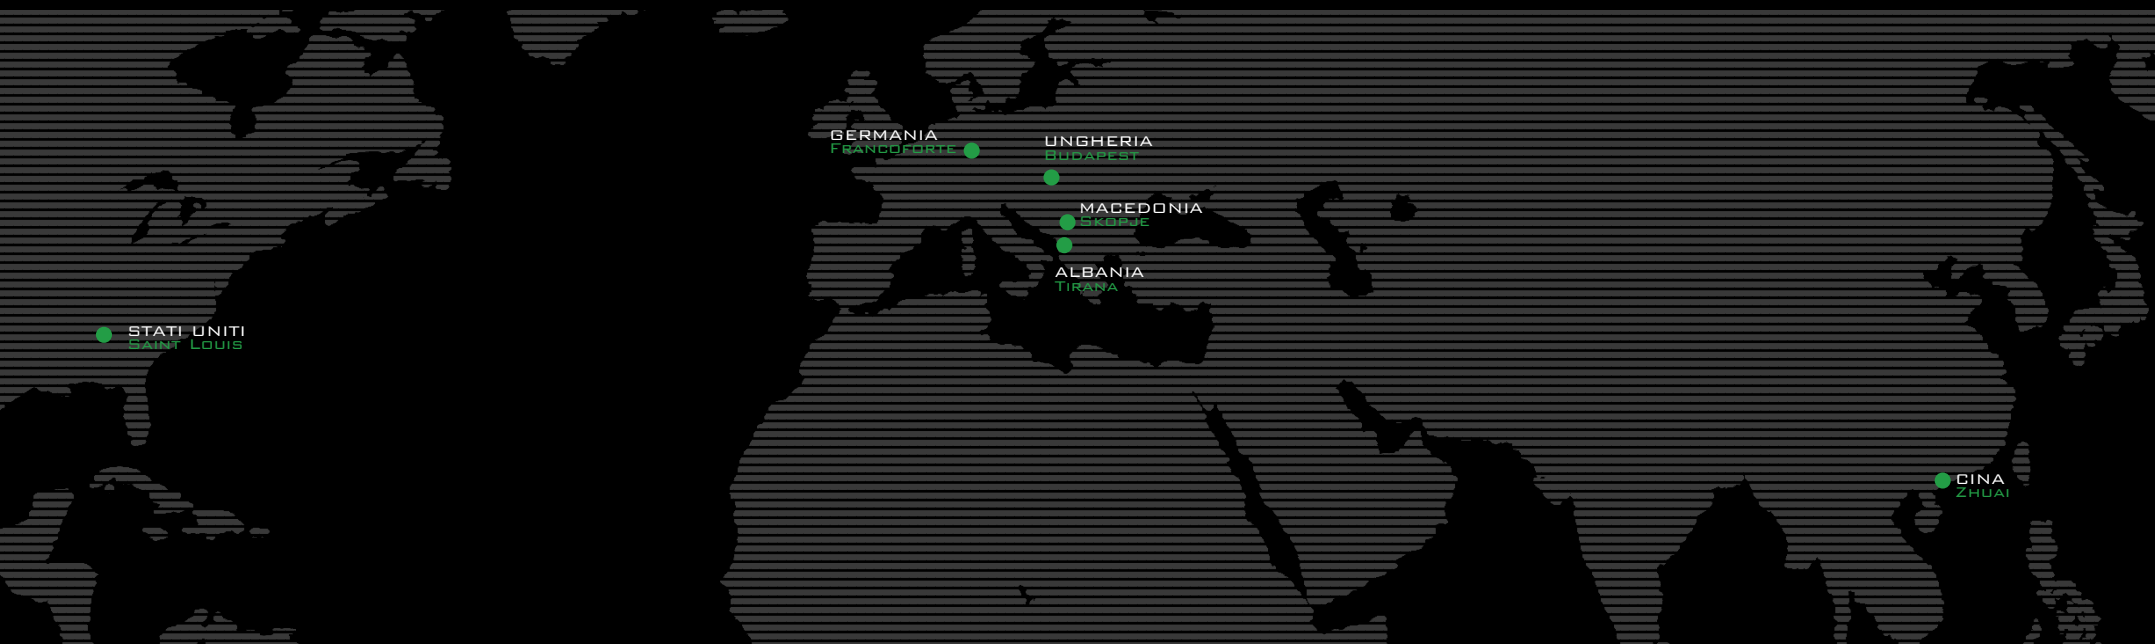 GERMANIA
FRANCOFORTE
UNGHERIA
BUDAPEST
MACEDONIA
SKOPJE
ALBANIA
TIRANA
STATI UNITI
SAINT LOUIS
CINA
ZHUAI